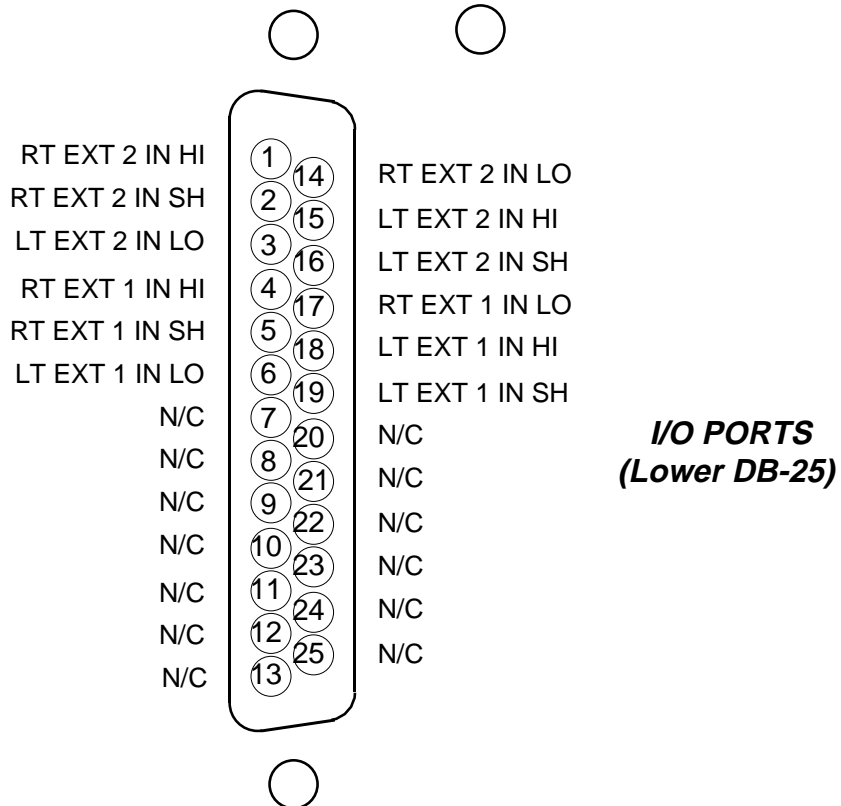 RT EXT 2 IN HI
RT EXT 2 IN SH
LT EXT 2 IN LO
RT EXT 1 IN HI
RT EXT 1 IN SH
LT EXT 1 IN LO
N/C
N/C
N/C
N/C
N/C
N/C
N/C
1
2
3
4
5
6
7
8
9
10
11
12
13
14
15
16
17
18
19
20
21
22
23
24
25
RT EXT 2 IN LO
LT EXT 2 IN HI
LT EXT 2 IN SH
RT EXT 1 IN LO
LT EXT 1 IN HI
LT EXT 1 IN SH
N/C
N/C
N/C
N/C
N/C
N/C
I/O PORTS
(Lower DB-25)